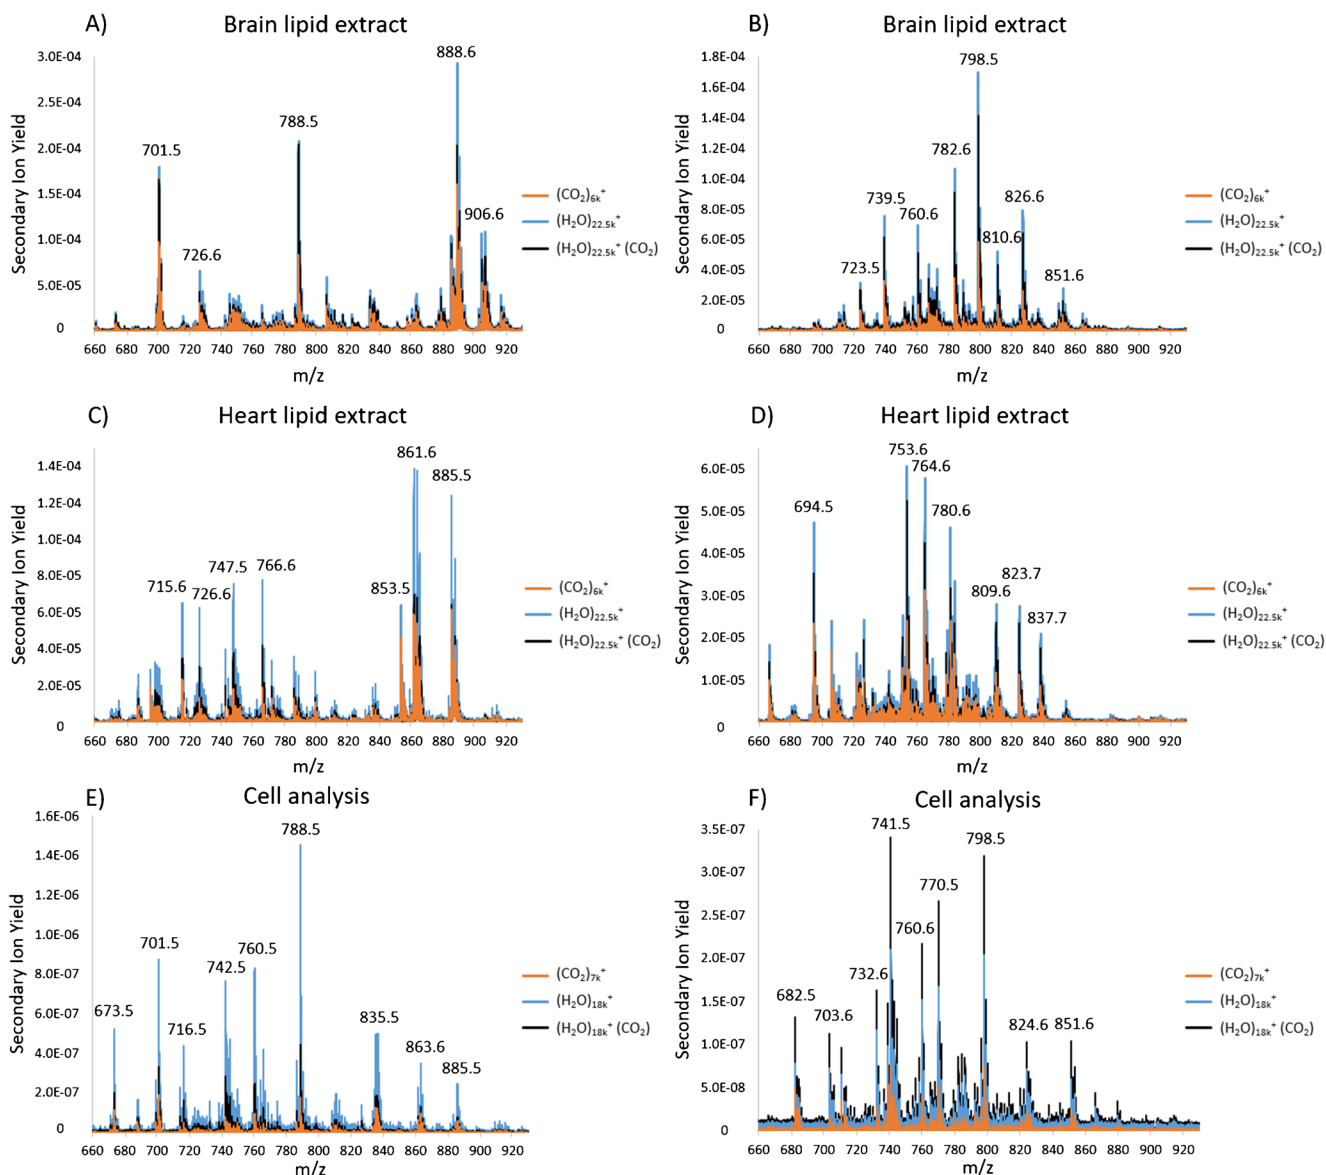 A) Brain lipid extract
Secondary Ion Yield
3.0E-04
2.5E-04
2.0E-04
1.5E-04
1.0E-04
5.0E-05
0
701.5
726.6
788.5
888.6
906.6
660 680 700 720 740 760 780 800 820 840 860 880 900 920
m/z
(CO₂)₆ₖ⁺
(H₂O)₂₂.₅ₖ⁺
(H₂O)₂₂.₅ₖ⁺ (CO₂)
B) Brain lipid extract
Secondary Ion Yield
1.8E-04
1.6E-04
1.4E-04
1.2E-04
1.0E-04
8.0E-05
6.0E-05
4.0E-05
2.0E-05
0
723.5
739.5
760.6
782.6
798.5
810.6
826.6
851.6
660 680 700 720 740 760 780 800 820 840 860 880 900 920
m/z
(CO₂)₆ₖ⁺
(H₂O)₂₂.₅ₖ⁺
(H₂O)₂₂.₅ₖ⁺ (CO₂)
C) Heart lipid extract
Secondary Ion Yield
1.4E-04
1.2E-04
1.0E-04
8.0E-05
6.0E-05
4.0E-05
2.0E-05
0
715.6
726.6
747.5
766.6
853.5
861.6
885.5
660 680 700 720 740 760 780 800 820 840 860 880 900 920
m/z
(CO₂)₆ₖ⁺
(H₂O)₂₂.₅ₖ⁺
(H₂O)₂₂.₅ₖ⁺ (CO₂)
D) Heart lipid extract
Secondary Ion Yield
6.0E-05
5.0E-05
4.0E-05
3.0E-05
2.0E-05
1.0E-05
0
694.5
753.6
764.6
780.6
809.6
823.7
837.7
660 680 700 720 740 760 780 800 820 840 860 880 900 920
m/z
(CO₂)₆ₖ⁺
(H₂O)₂₂.₅ₖ⁺
(H₂O)₂₂.₅ₖ⁺ (CO₂)
E) Cell analysis
Secondary Ion Yield
1.6E-06
1.4E-06
1.2E-06
1.0E-06
8.0E-07
6.0E-07
4.0E-07
2.0E-07
0
673.5
701.5
716.5
742.5
760.5
788.5
835.5
863.6
885.5
660 680 700 720 740 760 780 800 820 840 860 880 900 920
m/z
(CO₂)₇ₖ⁺
(H₂O)₁₈ₖ⁺
(H₂O)₁₈ₖ⁺ (CO₂)
F) Cell analysis
Secondary Ion Yield
3.5E-07
3.0E-07
2.5E-07
2.0E-07
1.5E-07
1.0E-07
5.0E-08
0
682.5
703.6
732.6
741.5
760.6
770.5
798.5
824.6
851.6
660 680 700 720 740 760 780 800 820 840 860 880 900 920
m/z
(CO₂)₇ₖ⁺
(H₂O)₁₈ₖ⁺
(H₂O)₁₈ₖ⁺ (CO₂)